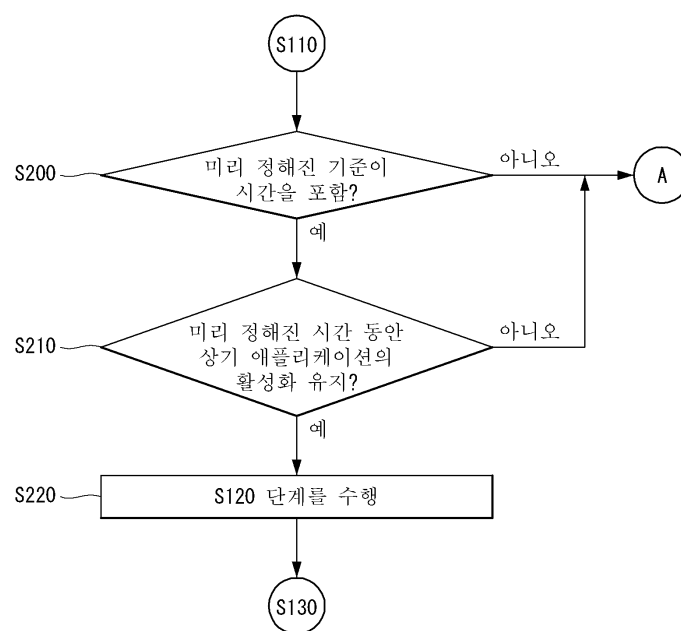 S110
S200
미리 정해진 기준이
시간을 포함?
아니오
A
예
S210
미리 정해진 시간 동안
상기 애플리케이션의
활성화 유지?
아니오
예
S220
S120 단계를 수행
S130